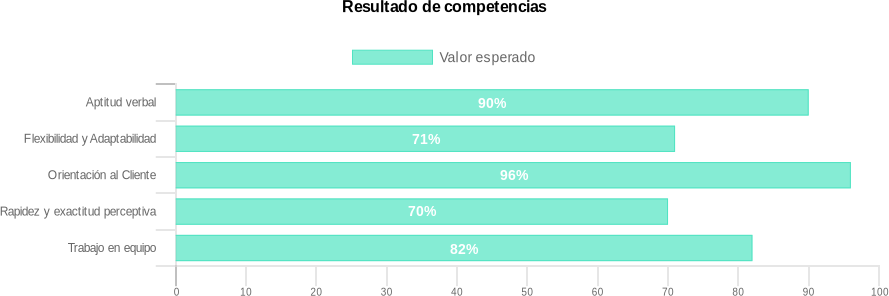 Resultado de competencias
Valor esperado
Aptitud verbal 90%
Flexibilidad y Adaptabilidad 71%
Orientación al Cliente 96%
Rapidez y exactitud perceptiva 70%
Trabajo en equipo 82%
0 10 20 30 40 50 60 70 80 90 100